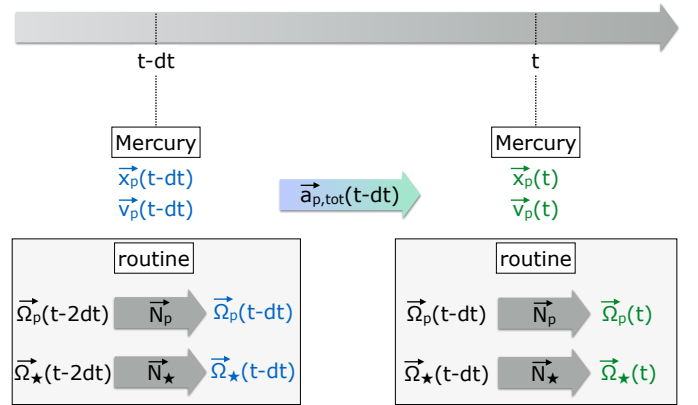 t-dt t
Mercury Mercury
x⃗ₚ(t-dt) x⃗ₚ(t)
v⃗ₚ(t-dt) a⃗ₚ,ₜₒₜ(t-dt) v⃗ₚ(t)
routine routine
Ω⃗ₚ(t-2dt) N⃗ₚ Ω⃗ₚ(t-dt) Ω⃗ₚ(t-dt) N⃗ₚ Ω⃗ₚ(t)
Ω⃗★(t-2dt) N⃗★ Ω⃗★(t-dt) Ω⃗★(t-dt) N⃗★ Ω⃗★(t)